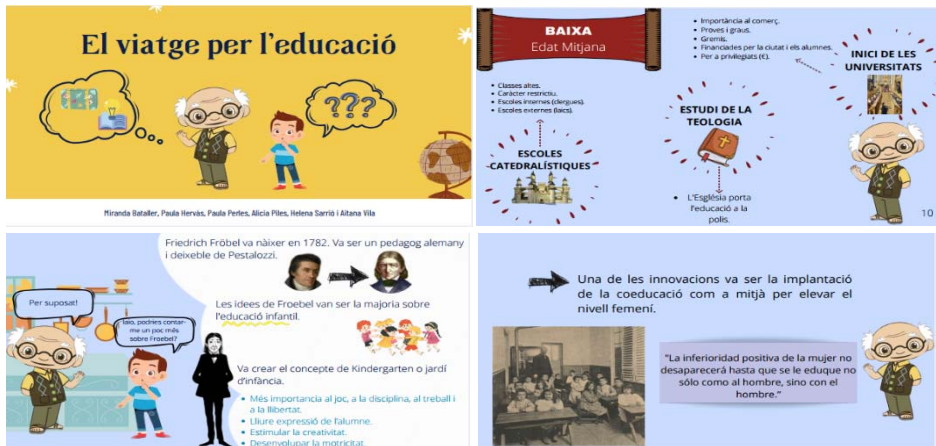 El viatge per l'educació
???
Miranda Bataller, Paula Hervàs, Paula Perles, Alicia Piles, Helena Sarrió i Aitana Vila
BAIXA
Edat Mitjana
• Importància al comerç.
• Proves i graus.
• Gremis.
• Financiades per la ciutat i els alumnes.
• Per a privilegiats (€).
INICI DE LES
UNIVERSITATS
• Classes altes.
• Caràcter restrictiu.
• Escoles internes (clergues).
• Escoles externes (laics).
ESTUDI DE LA
TEOLOGIA
ESCOLES
CATEDRALÍSTIQUES
• L'Església porta
l'educació a la
polis.
10
Friedrich Fröbel va nàixer en 1782. Va ser un pedagog alemany
i deixeble de Pestalozzi.
Per suposat!
Iaio, podries contar-
me un poc més
sobre Froebel?
Les idees de Froebel van ser la majoria sobre
l'educació infantil.
Va crear el concepte de Kindergarten o jardí
d'infància.
• Més importància al joc, a la disciplina, al treball i
a la llibertat.
• Lliure expressió de l'alumne.
• Estimular la creativitat.
• Desenvolupar la motricitat.
Una de les innovacions va ser la implantació
de la coeducació com a mitjà per elevar el
nivell femení.
"La inferioridad positiva de la mujer no
desaparecerá hasta que se le eduque no
sólo como al hombre, sino con el
hombre."